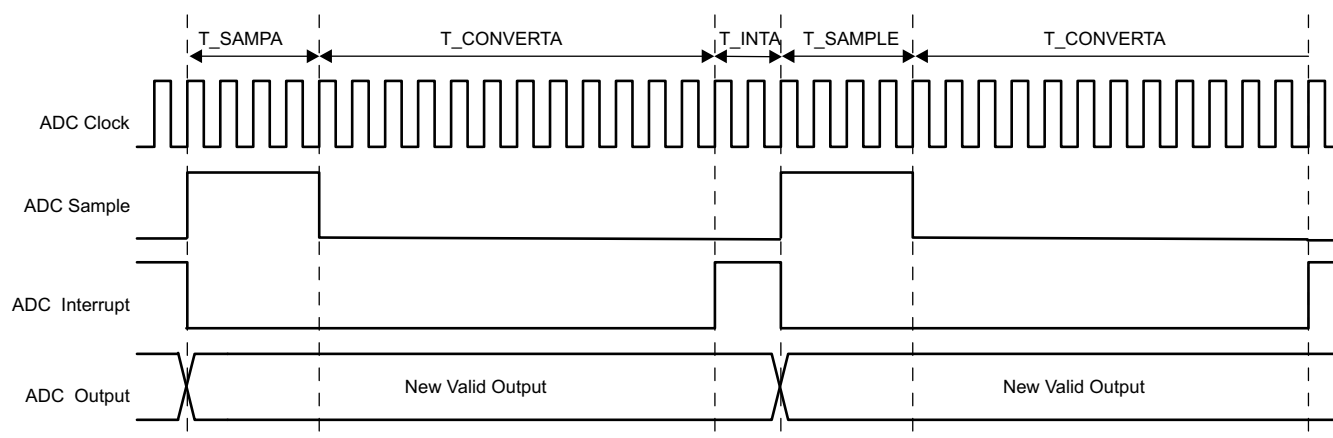 T_SAMPA T_CONVERTA T_INTA T_SAMPLE T_CONVERTA
ADC Clock
ADC Sample
ADC Interrupt
ADC Output New Valid Output New Valid Output